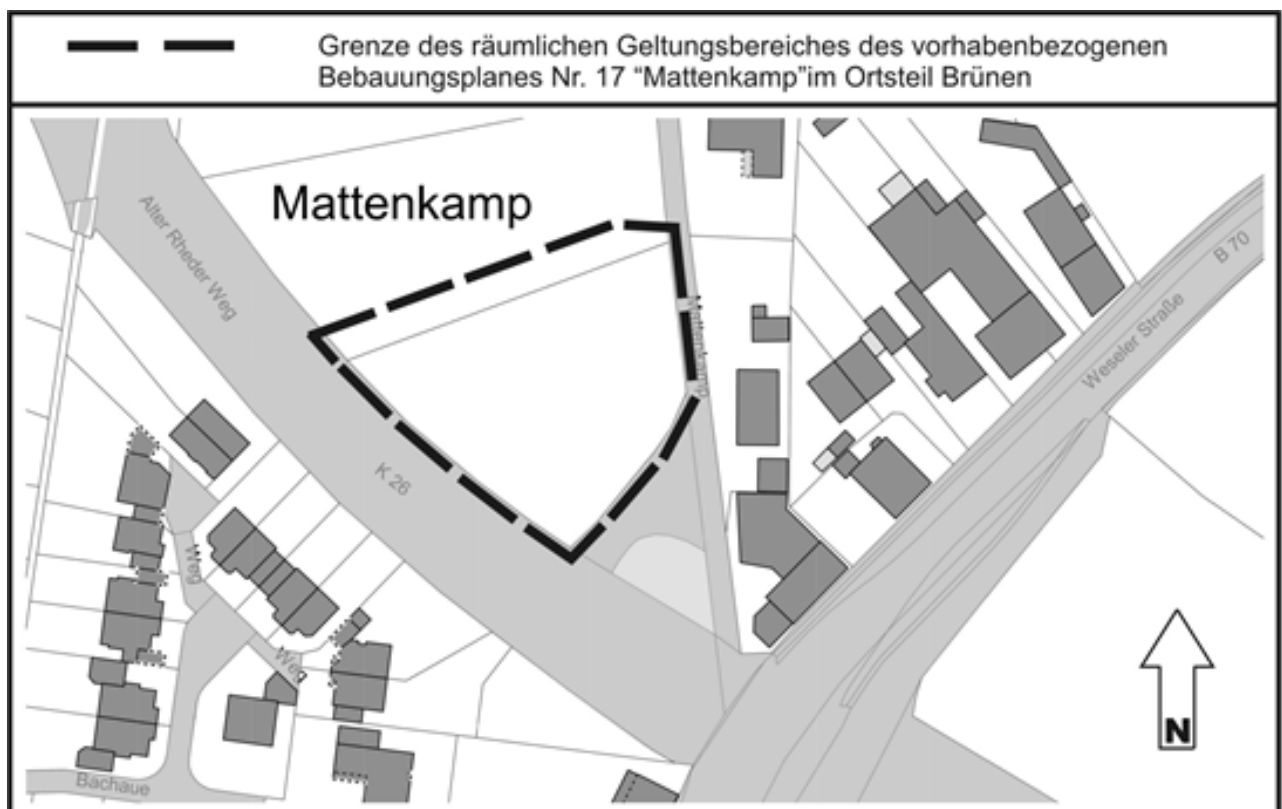 Grenze des räumlichen Geltungsbereiches des vorhabenbezogenen
Bebauungsplanes Nr. 17 “Mattenkamp”im Ortsteil Brünen
Mattenkamp
Alter Rheder Weg
B 70
Mattenkamp
Weseler Straße
K 26
Weg
Weg
Bachaue
N